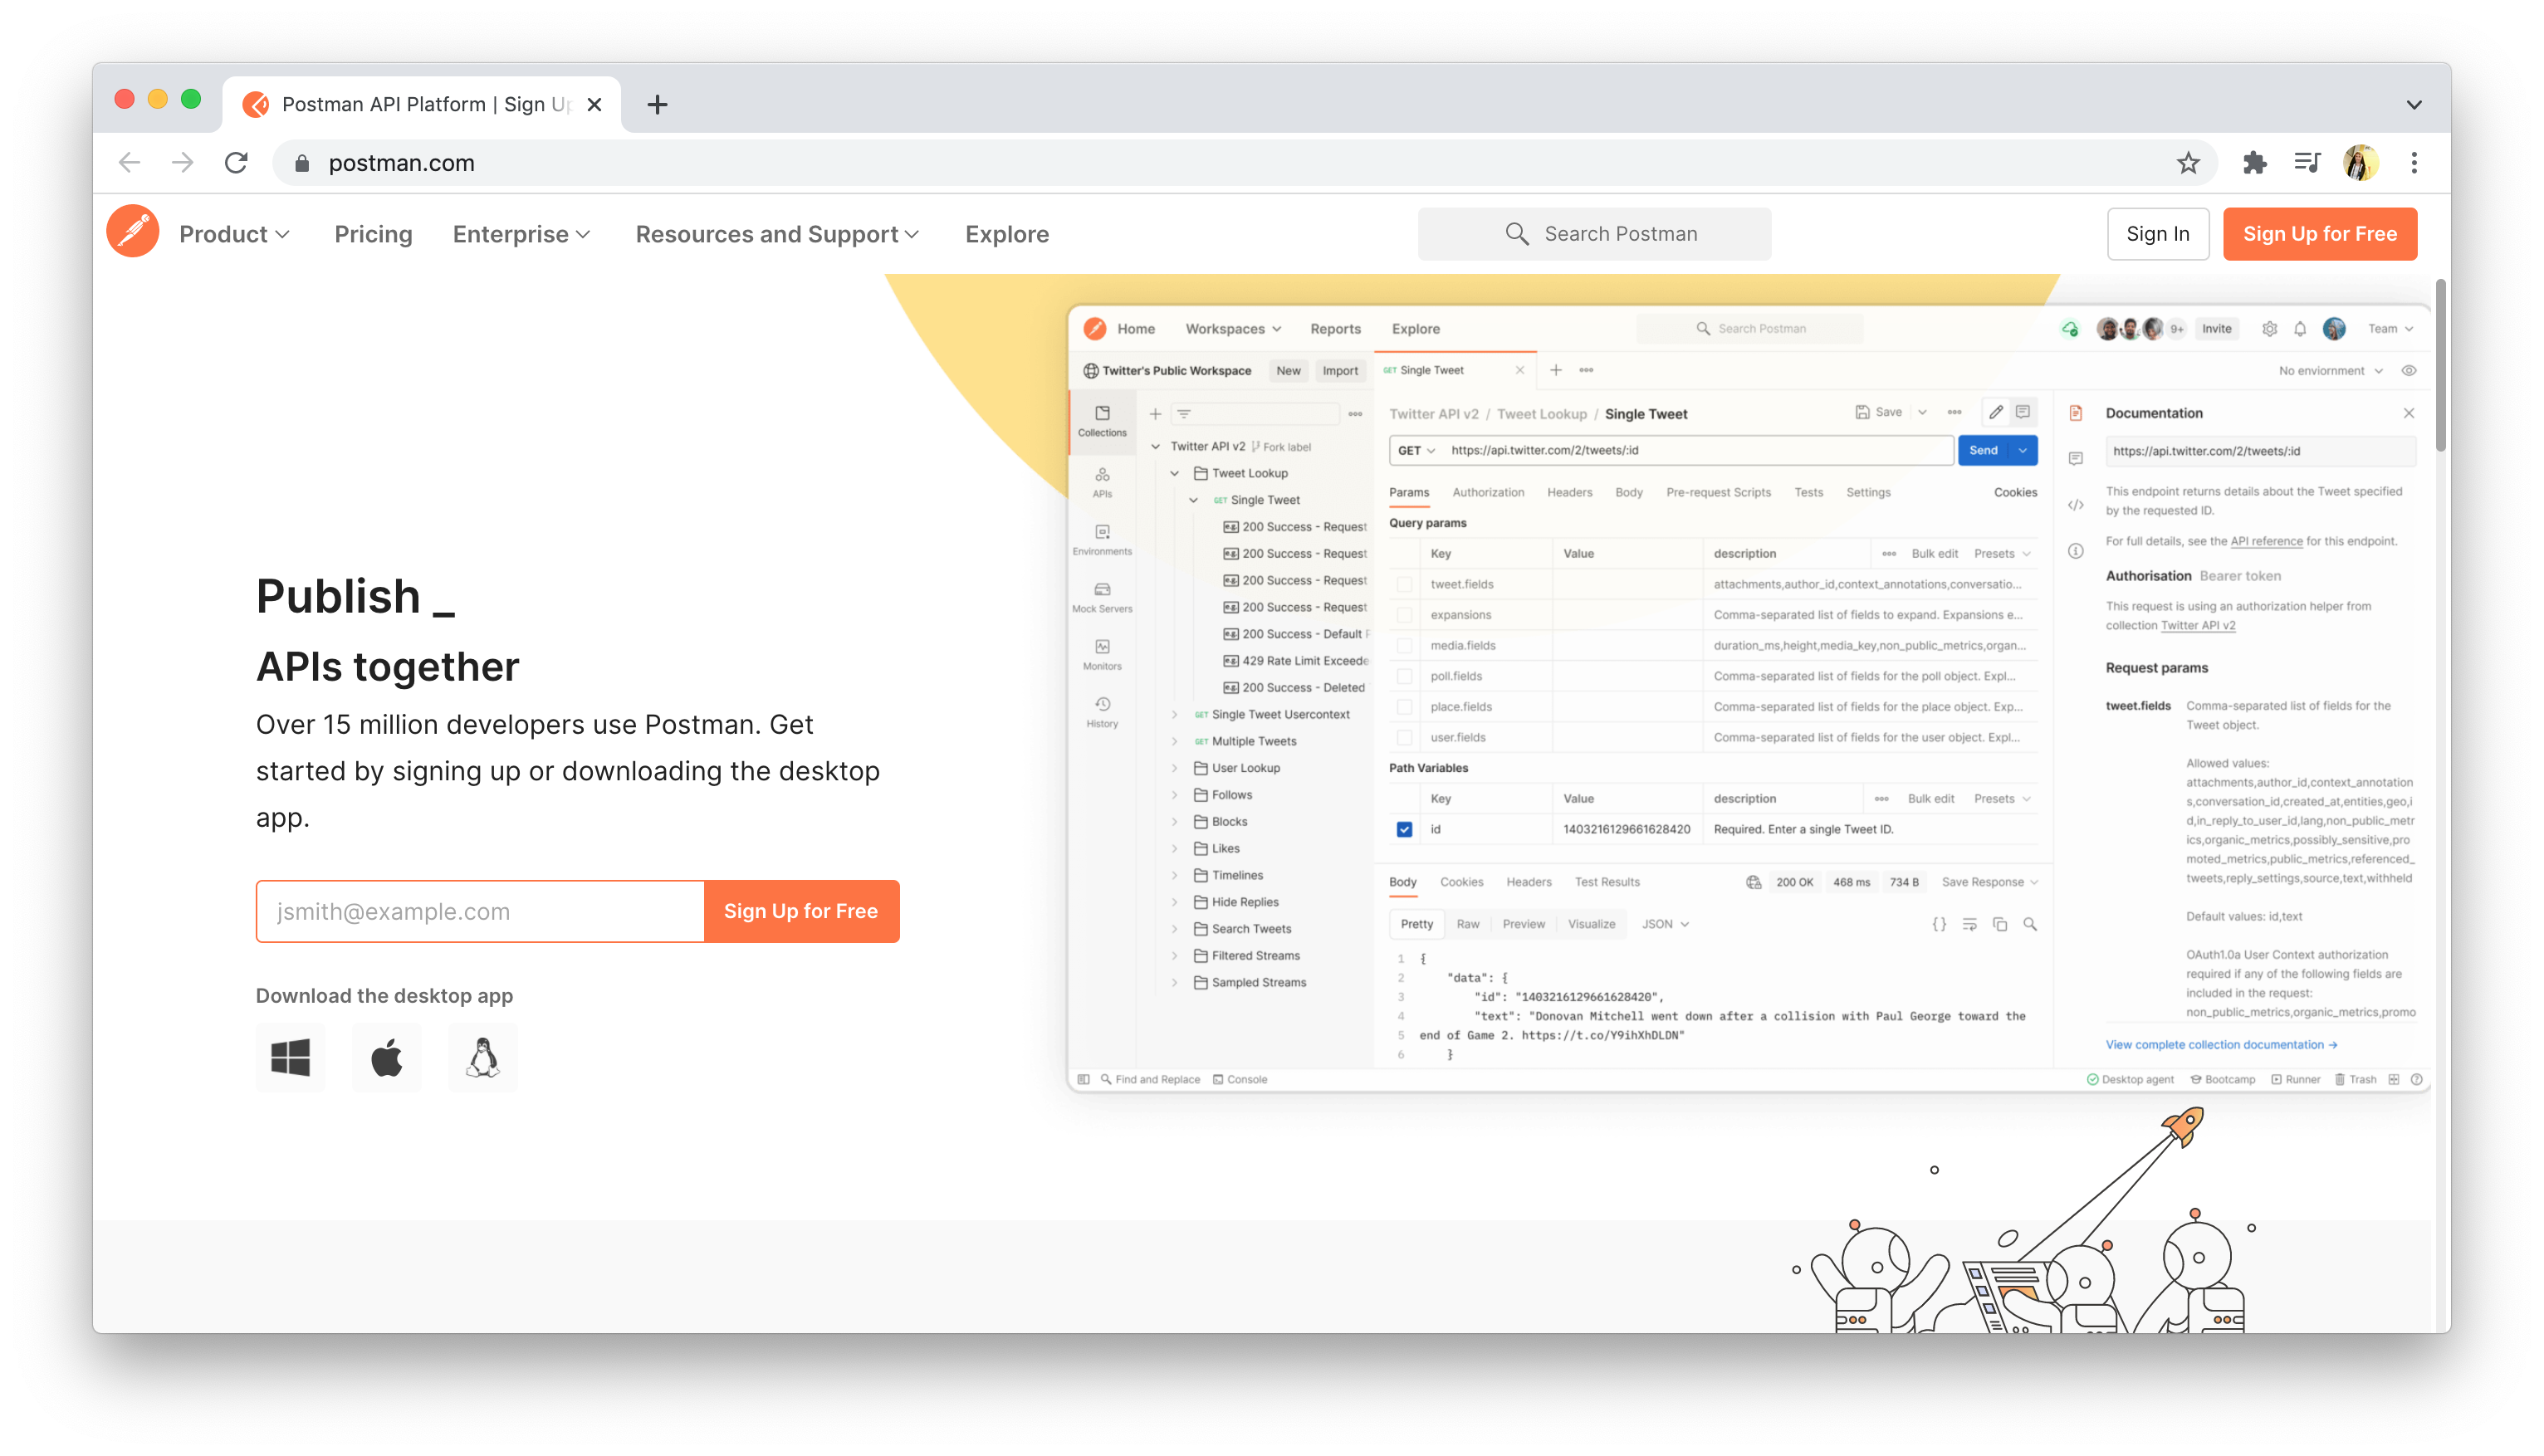 Postman API Platform | Sign Up
postman.com
Product
Pricing
Enterprise
Resources and Support
Explore
Search Postman
Sign In
Sign Up for Free
Publish _
APIs together
Over 15 million developers use Postman. Get
started by signing up or downloading the desktop
app.
jsmith@example.com
Sign Up for Free
Download the desktop app
Home
Workspaces
Reports
Explore
Search Postman
9+
Invite
Team
Twitter's Public Workspace
New
Import
GET Single Tweet
No enviornment
Collections
APIs
Environments
Mock Servers
Monitors
History
Twitter API v2 Fork label
Tweet Lookup
GET Single Tweet
e.g. 200 Success - Request
e.g. 200 Success - Request
e.g. 200 Success - Request
e.g. 200 Success - Request
e.g. 200 Success - Default
e.g. 429 Rate Limit Exceede
e.g. 200 Success - Deleted
GET Single Tweet Usercontext
GET Multiple Tweets
User Lookup
Follows
Blocks
Likes
Timelines
Hide Replies
Search Tweets
Filtered Streams
Sampled Streams
Twitter API v2 / Tweet Lookup / Single Tweet
Save
GET https://api.twitter.com/2/tweets/:id
Send
Params Authorization Headers Body Pre-request Scripts Tests Settings Cookies
Query params
Key Value description Bulk edit Presets
tweet.fields attachments,author_id,context_annotations,conversatio...
expansions Comma-separated list of fields to expand. Expansions e...
media.fields duration_ms,height,media_key,non_public_metrics,organ...
poll.fields Comma-separated list of fields for the poll object. Expl...
place.fields Comma-separated list of fields for the place object. Exp...
user.fields Comma-separated list of fields for the user object. Expl...
Path Variables
Key Value description Bulk edit Presets
id 1403216129661628420 Required. Enter a single Tweet ID.
Body Cookies Headers Test Results 200 OK 468 ms 734 B Save Response
Pretty Raw Preview Visualize JSON
1 {
2 "data": {
3 "id": "1403216129661628420",
4 "text": "Donovan Mitchell went down after a collision with Paul George toward the
5 end of Game 2. https://t.co/Y9ihXhDLDN"
6 }
Documentation
https://api.twitter.com/2/tweets/:id
This endpoint returns details about the Tweet specified
by the requested ID.
For full details, see the API reference for this endpoint.
Authorisation Bearer token
This request is using an authorization helper from
collection Twitter API v2
Request params
tweet.fields Comma-separated list of fields for the
Tweet object.
Allowed values:
attachments,author_id,context_annotation
s,conversation_id,created_at,entities,geo,i
d,in_reply_to_user_id,lang,non_public_metr
ics,organic_metrics,possibly_sensitive,pro
moted_metrics,public_metrics,referenced_
tweets,reply_settings,source,text,withheld
Default values: id,text
OAuth1.0a User Context authorization
required if any of the following fields are
included in the request:
non_public_metrics,organic_metrics,promo
View complete collection documentation →
Find and Replace
Console
Desktop agent
Bootcamp
Runner
Trash